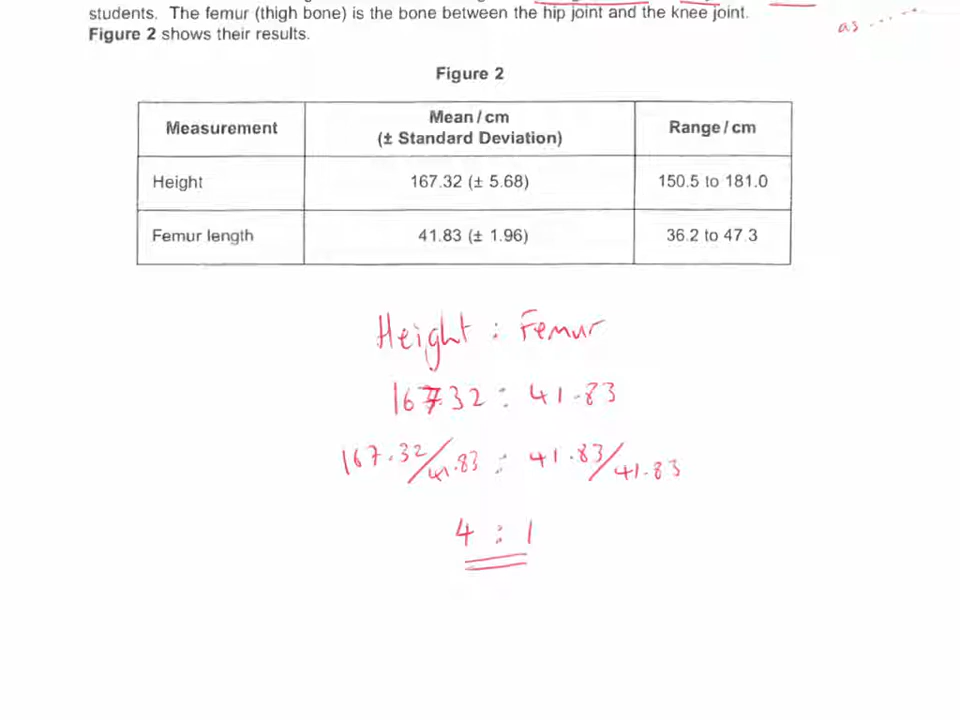 students. The femur (thigh bone) is the bone between the hip joint and the knee joint.
as .....
Figure 2 shows their results.
Figure 2
Measurement Mean / cm (± Standard Deviation) Range / cm
Height 167.32 (± 5.68) 150.5 to 181.0
Femur length 41.83 (± 1.96) 36.2 to 47.3
Height : Femur
167.32 : 41.83
167.32/41.83 : 41.83/41.83
4 : 1